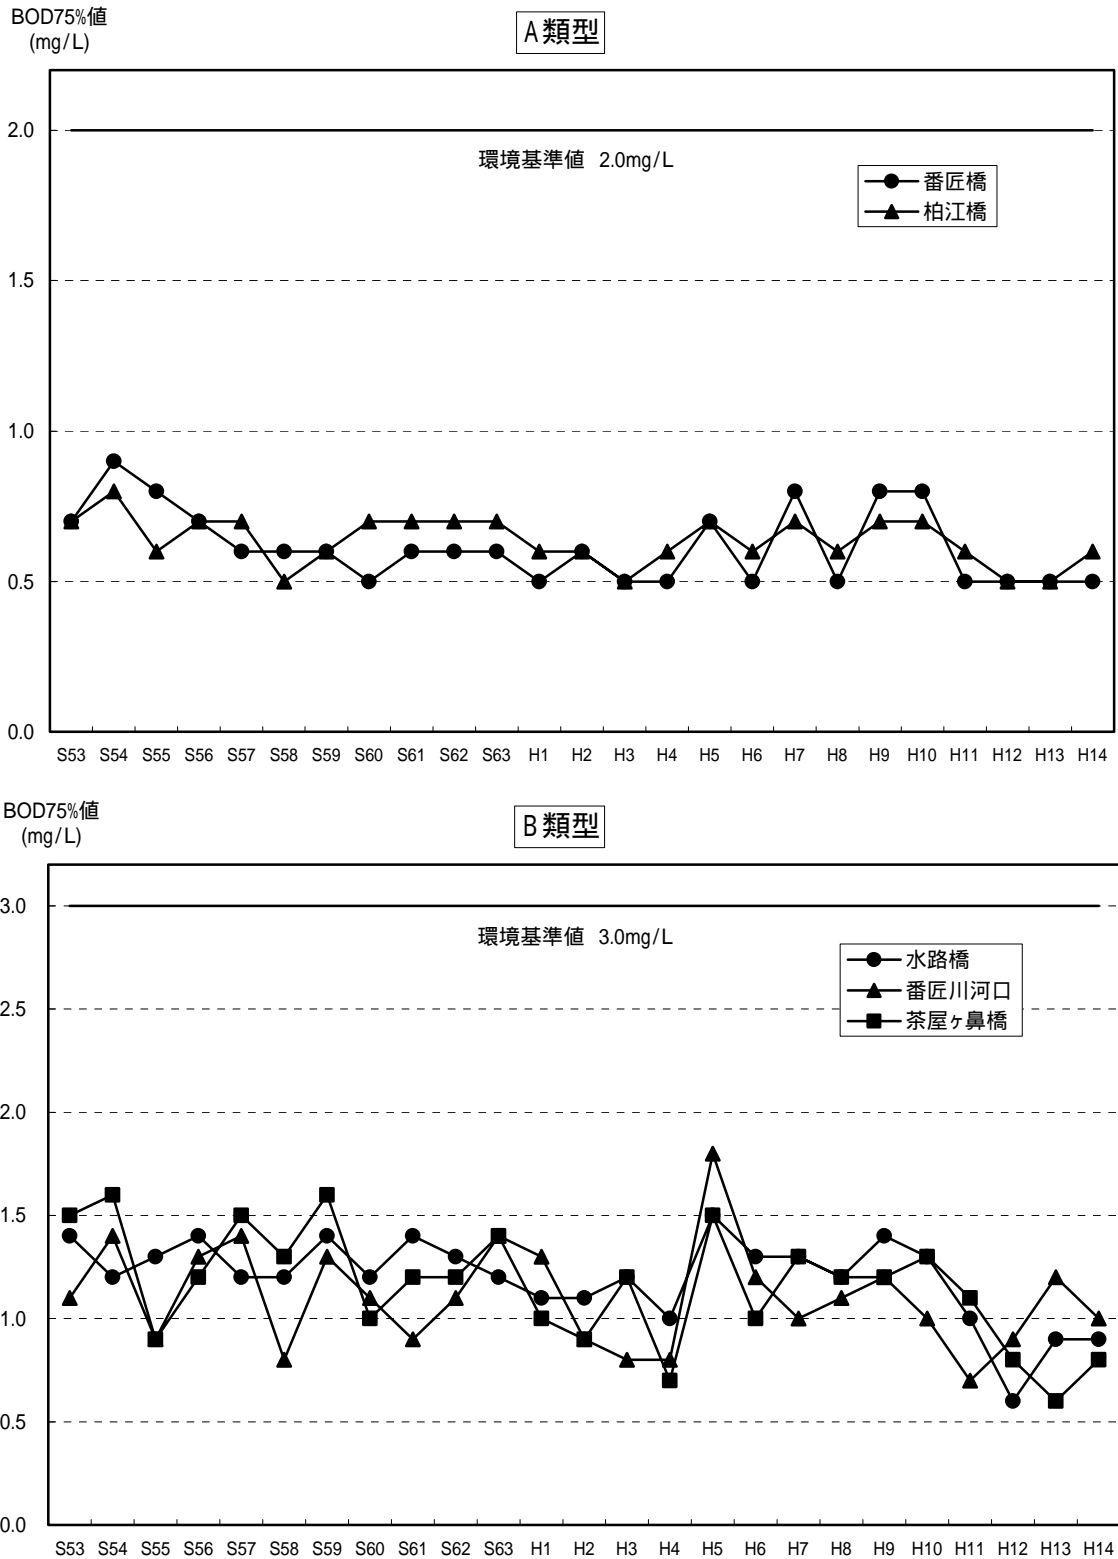 BOD75%値
(mg/L)
A類型
2.0
環境基準値 2.0mg/L
番匠橋
柏江橋
1.5
1.0
0.5
0.0
S53 S54 S55 S56 S57 S58 S59 S60 S61 S62 S63 H1 H2 H3 H4 H5 H6 H7 H8 H9 H10 H11 H12 H13 H14
BOD75%値
(mg/L)
B類型
3.0
環境基準値 3.0mg/L
水路橋
番匠川河口
茶屋ヶ鼻橋
2.5
2.0
1.5
1.0
0.5
0.0
S53 S54 S55 S56 S57 S58 S59 S60 S61 S62 S63 H1 H2 H3 H4 H5 H6 H7 H8 H9 H10 H11 H12 H13 H14